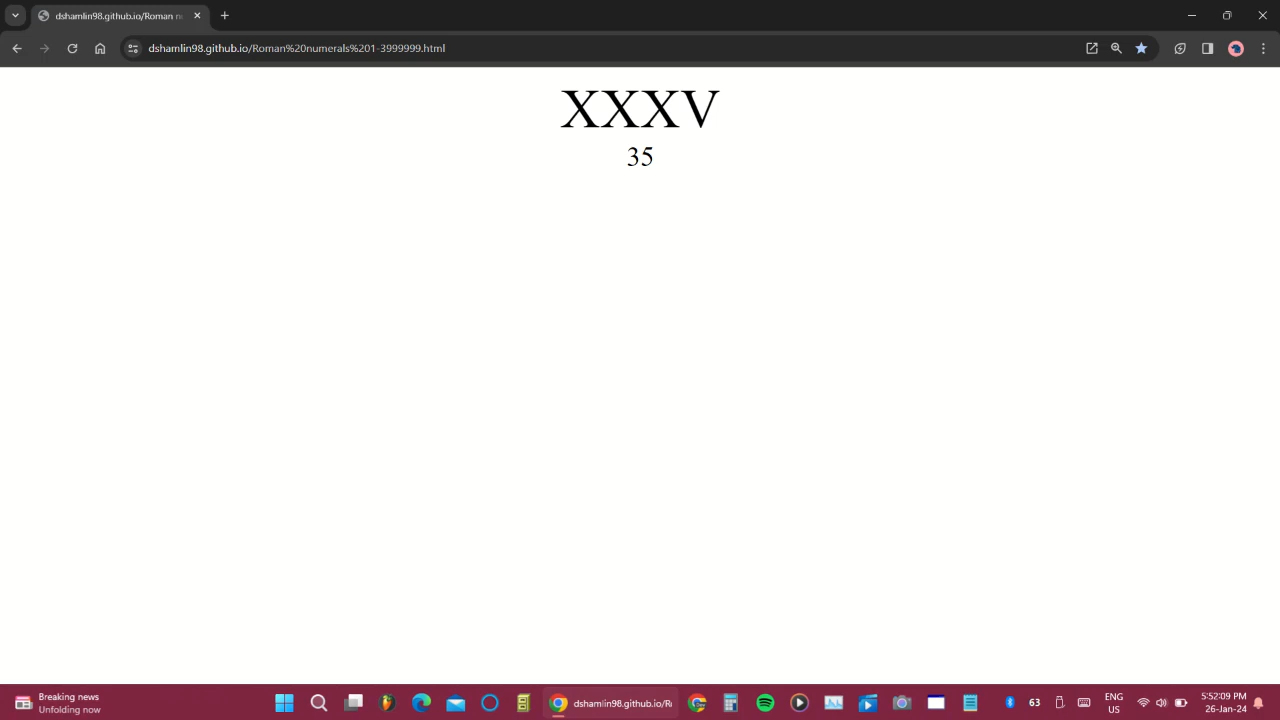 dshamlin98.github.io/Roman n
dshamlin98.github.io/Roman%20numerals%201-3999999.html
XXXV
35
Breaking news
Unfolding now
dshamlin98.github.io/R
63
ENG
US
5:52:09 PM
26-Jan-24